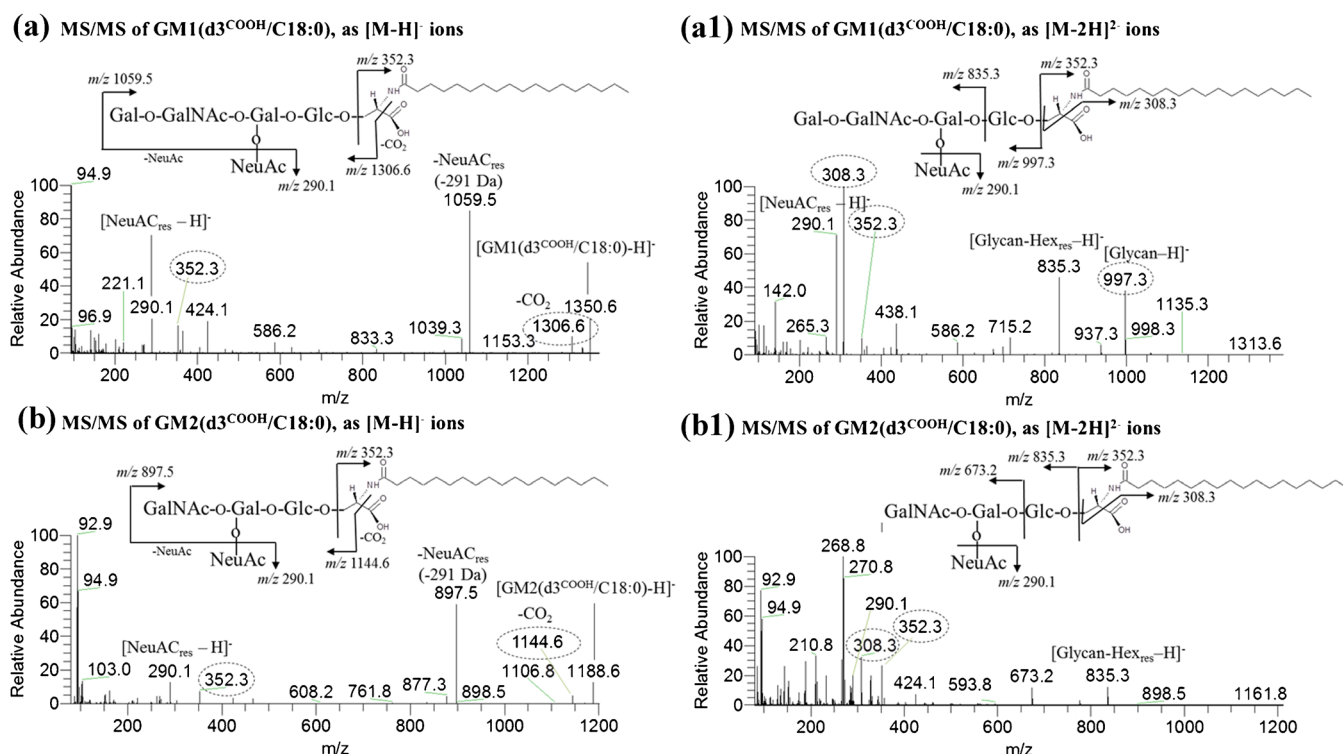 (a) MS/MS of GM1(d3COOH/C18:0), as [M-H]- ions
m/z 352.3
m/z 1059.5
Gal-o-GalNAc-o-Gal-o-Glc-o
O
NH
H
O
OH
-CO2
-NeuAc
O
NeuAc
m/z 290.1
m/z 1306.6
-NeuACres
(-291 Da)
1059.5
94.9
[NeuACres – H]-
[GM1(d3COOH/C18:0)-H]-
352.3
221.1
290.1
424.1
96.9
586.2
833.3
1039.3
1153.3
-CO2
1306.6
1350.6
Relative Abundance
100
80
60
40
20
0
200 400 600 800 1000 1200
m/z
(a1) MS/MS of GM1(d3COOH/C18:0), as [M-2H]2- ions
m/z 352.3
m/z 835.3
m/z 308.3
Gal-o-GalNAc-o-Gal-o-Glc-o
O
NH
H
O
OH
O
NeuAc
m/z 997.3
m/z 290.1
308.3
[NeuACres – H]-
290.1
352.3
[Glycan-Hexres–H]-
[Glycan–H]-
835.3
997.3
142.0
265.3
438.1
586.2
715.2
937.3
998.3
1135.3
1313.6
Relative Abundance
100
80
60
40
20
0
200 400 600 800 1000 1200
m/z
(b) MS/MS of GM2(d3COOH/C18:0), as [M-H]- ions
m/z 352.3
m/z 897.5
GalNAc-o-Gal-o-Glc-o
O
NH
H
O
OH
-CO2
-NeuAc
O
NeuAc
m/z 290.1
m/z 1144.6
92.9
94.9
-NeuACres
(-291 Da)
897.5
[GM2(d3COOH/C18:0)-H]-
-CO2
1144.6
[NeuACres – H]-
103.0
290.1
352.3
608.2
761.8
877.3
898.5
1106.8
1188.6
Relative Abundance
100
80
60
40
20
0
200 400 600 800 1000 1200
m/z
(b1) MS/MS of GM2(d3COOH/C18:0), as [M-2H]2- ions
m/z 835.3
m/z 352.3
m/z 673.2
m/z 308.3
GalNAc-o-Gal-o-Glc-o
O
NH
H
O
OH
O
NeuAc
m/z 290.1
268.8
270.8
92.9
94.9
290.1
352.3
308.3
210.8
[Glycan-Hexres–H]-
424.1
593.8
673.2
835.3
898.5
1161.8
Relative Abundance
100
80
60
40
20
0
200 400 600 800 1000 1200
m/z